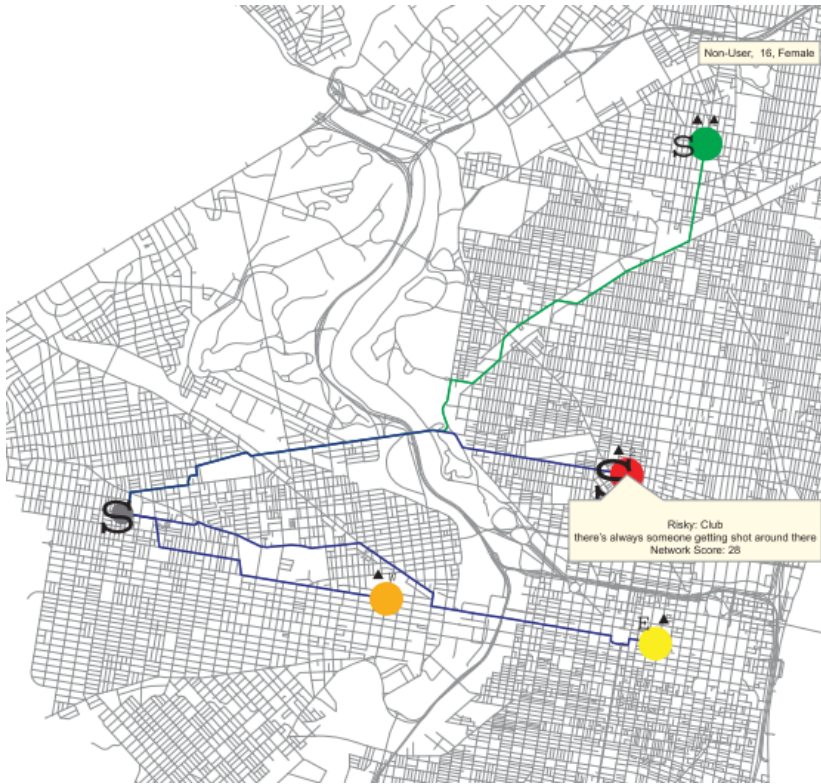 Non-User, 16, Female
S
S
Risky: Club
there's always someone getting shot around there
Network Score: 28
S
W
E